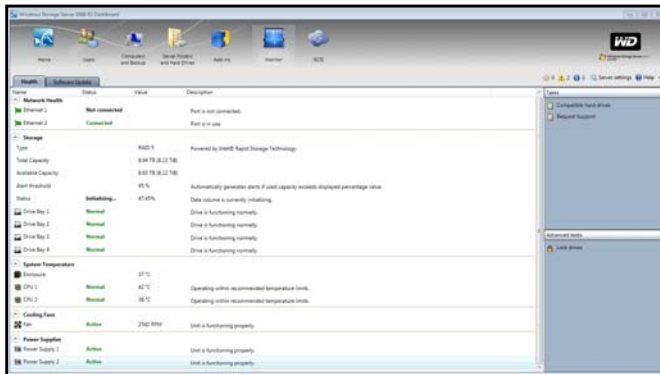 Windows Storage Server 2008 R2 Dashboard
Home
Users
Computers and Backup
Server Folders and Hard Drives
Add-ins
Monitor
iSCSI
WD
Health
Software Update
Server settings
Help
Name Status Value Description
Network Health
Ethernet 1 Not connected Port is not connected.
Ethernet 2 Connected Port is in use
Storage
Type RAID 5 Powered by Intel® Rapid Storage Technology
Total Capacity
Available Capacity
Alert threshold 95 % Automatically generates alerts if used capacity exceeds displayed percentage value.
Status Initializing... 47.45% Data volume is currently initializing.
Drive Bay 1 Normal Drive is functioning normally.
Drive Bay 2 Normal Drive is functioning normally.
Drive Bay 3 Normal Drive is functioning normally.
Drive Bay 4 Normal Drive is functioning normally.
System Temperature
Enclosure 37 °C
CPU 1 Normal 42 °C Operating within recommended temperature limits.
CPU 2 Normal 38 °C Operating within recommended temperature limits.
Cooling Fans
Fan Active 2542 RPM Unit is functioning properly.
Power Supplies
Power Supply 1 Active Unit is functioning properly.
Power Supply 2 Active Unit is functioning properly.
Tasks
Compatible hard drives
Request Support
Advanced tasks
Lock drives